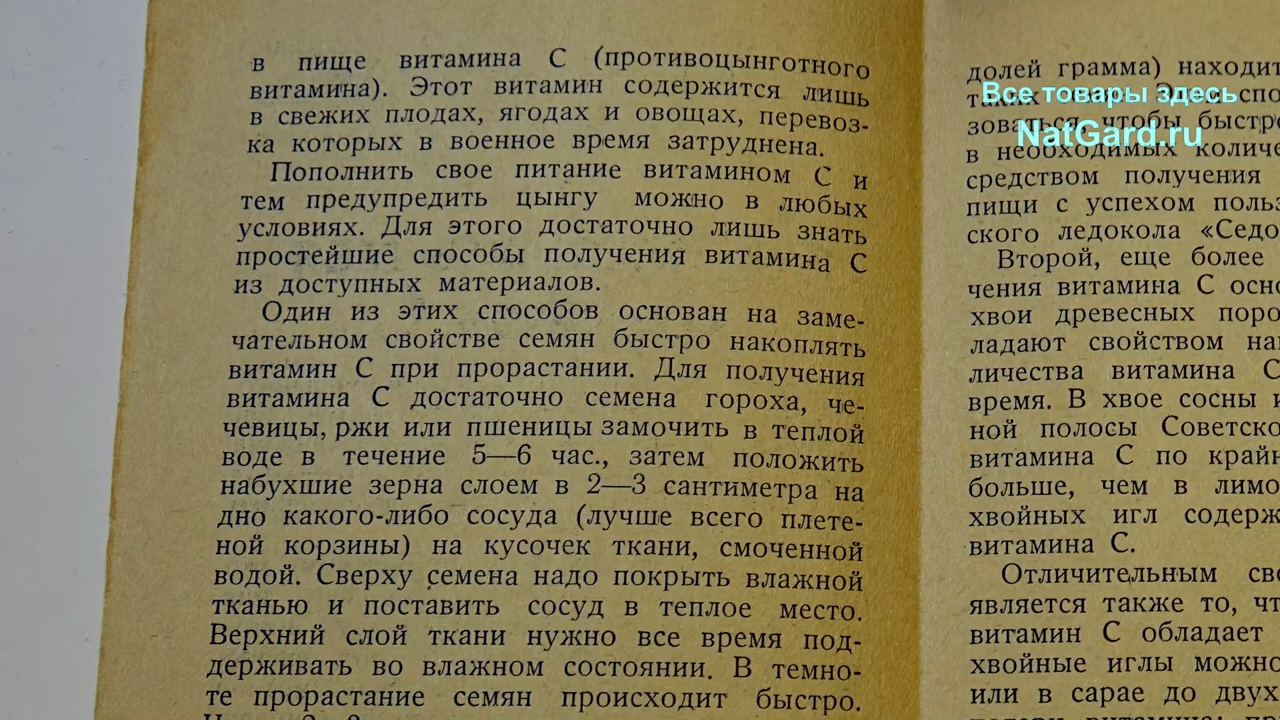 в пище витамина С (противоцынготного
витамина). Этот витамин содержится лишь
в свежих плодах, ягодах и овощах, перевоз-
ка которых в военное время затруднена.
Пополнить свое питание витамином С и
тем предупредить цынгу можно в любых
условиях. Для этого достаточно лишь знать
простейшие способы получения витамина С
из доступных материалов.
Один из этих способов основан на заме-
чательном свойстве семян быстро накоплять
витамин С при прорастании. Для получения
витамина С достаточно семена гороха, че-
чевицы, ржи или пшеницы замочить в теплой
воде в течение 5—6 час., затем положить
набухшие зерна слоем в 2—3 сантиметра на
дно какого-либо сосуда (лучше всего плете-
ной корзины) на кусочек ткани, смоченной
водой. Сверху семена надо покрыть влажной
тканью и поставить сосуд в теплое место.
Верхний слой ткани нужно все время под-
держивать во влажном состоянии. В темно-
те прорастание семян происходит быстро.
долей грамма) находит
таких
зоваться, чтобы быстро
в необходимых количе
средством получения
пищи с успехом польз
ского ледокола «Седо
Второй, еще более
чения витамина С осно
хвои древесных поро
ладают свойством на
личества витамина С
время. В хвое сосны и
ной полосы Советско
витамина С по крайн
больше, чем в лимо
хвойных игл содерж
витамина С.
Отличительным сво
является также то, чт
витамин С обладает
хвойные иглы можно
или в сарае до двух
Все товары здесь
NatGard.ru